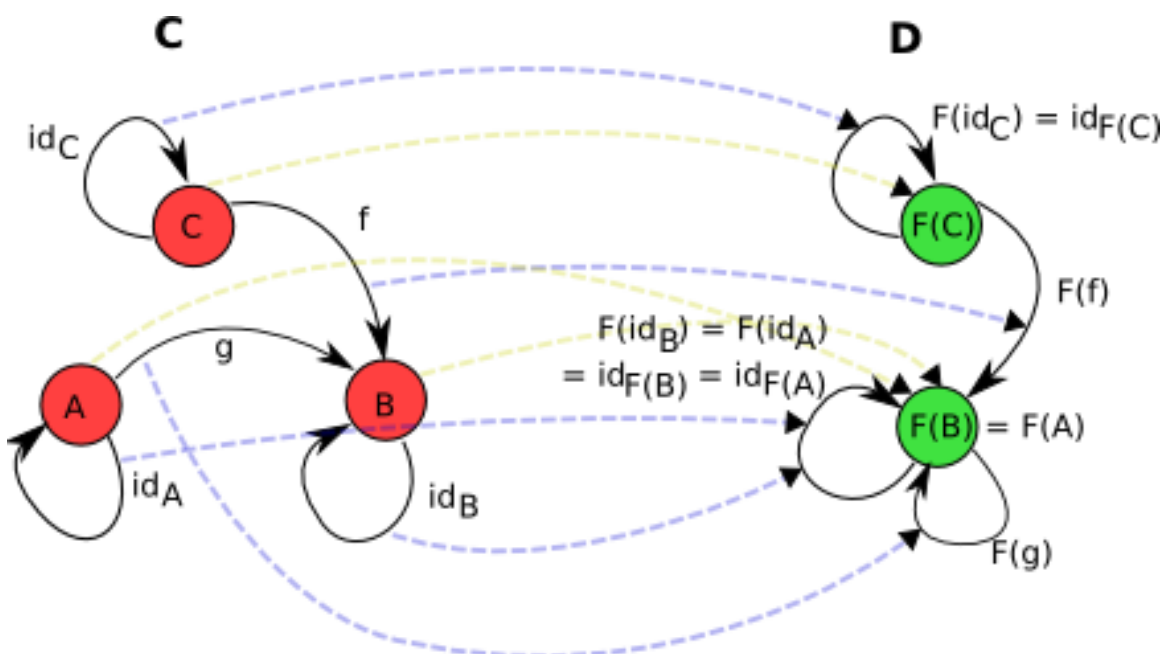 C
D
id_C
F(id_C) = id_F(C)
C
f
F(C)
F(f)
g
F(id_B) = F(id_A)
= id_F(B) = id_F(A)
A
B
F(B) = F(A)
id_A
id_B
F(g)